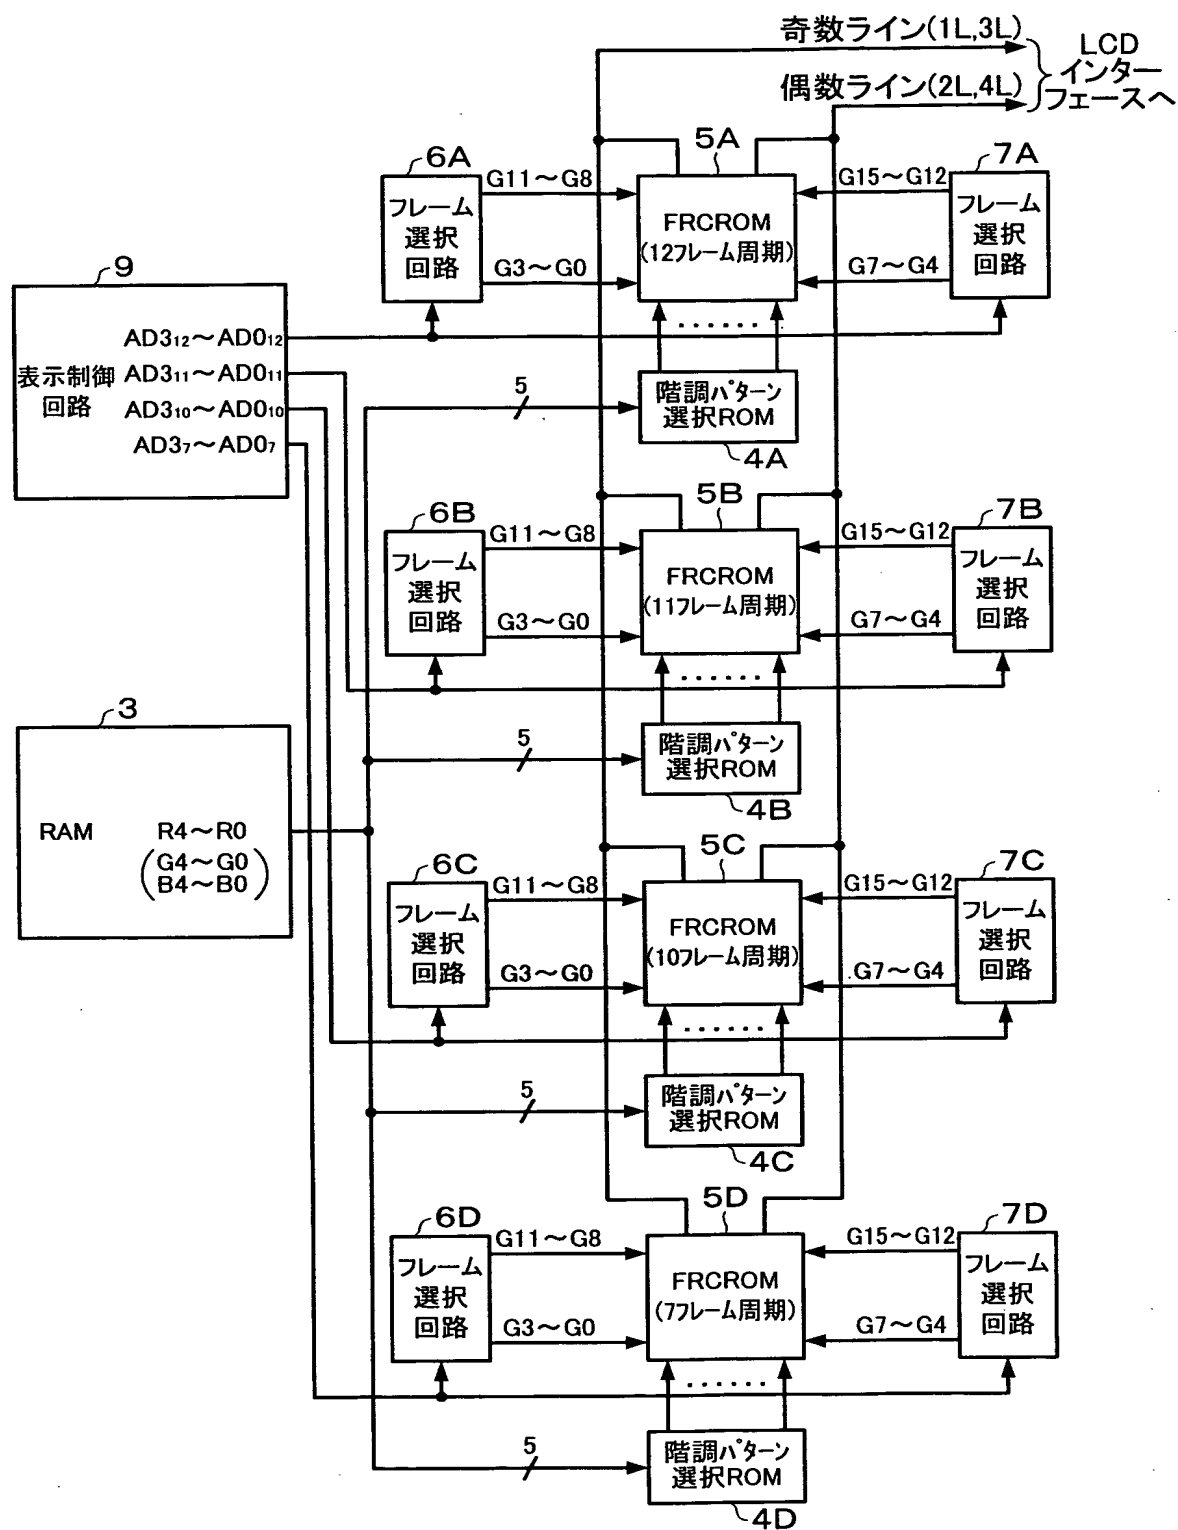 奇数ライン(1L,3L)
偶数ライン(2L,4L)
LCD
インター
フェースへ
5A
6A
7A
G11～G8
G15～G12
フレーム
選択
回路
FRCROM
(12フレーム周期)
フレーム
選択
回路
G3～G0
G7～G4
9
AD3₁₂～AD0₁₂
AD3₁₁～AD0₁₁
表示制御
回路
AD3₁₀～AD0₁₀
AD3₇～AD0₇
......
5
階調パターン
選択ROM
4A
5B
6B
7B
G11～G8
G15～G12
フレーム
選択
回路
FRCROM
(11フレーム周期)
フレーム
選択
回路
G3～G0
G7～G4
......
3
5
階調パターン
選択ROM
4B
RAM
R4～R0
(G4～G0
B4～B0)
5C
6C
7C
G11～G8
G15～G12
フレーム
選択
回路
FRCROM
(10フレーム周期)
フレーム
選択
回路
G3～G0
G7～G4
......
5
階調パターン
選択ROM
4C
5D
6D
7D
G11～G8
G15～G12
フレーム
選択
回路
FRCROM
(7フレーム周期)
フレーム
選択
回路
G3～G0
G7～G4
......
5
階調パターン
選択ROM
4D